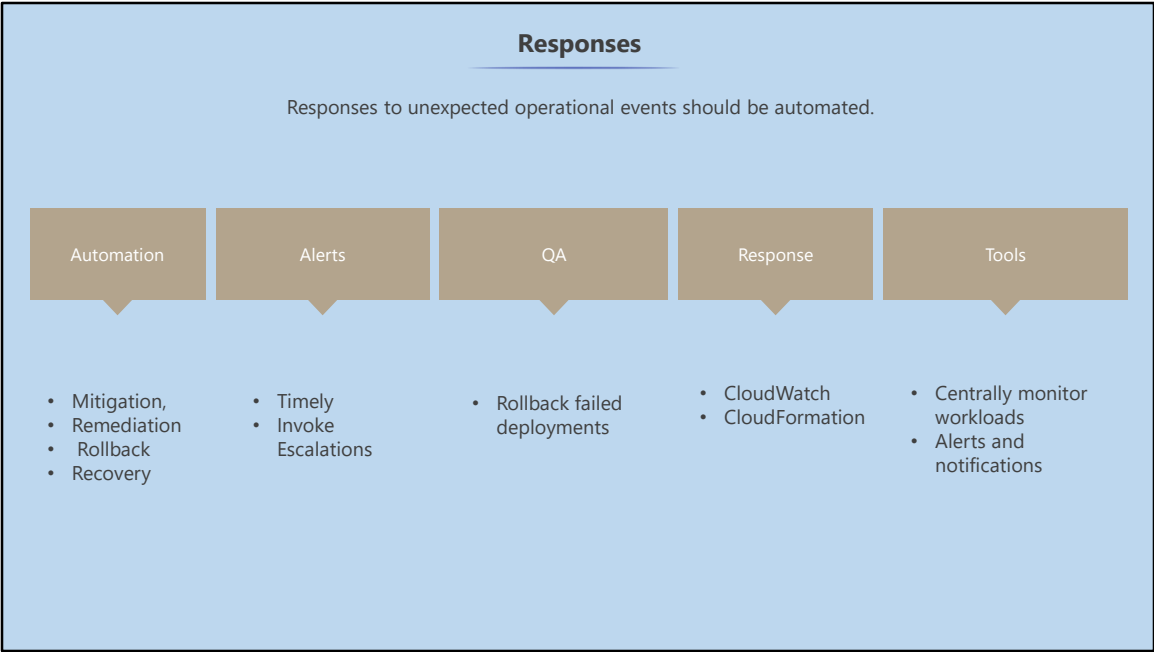 Responses
Responses to unexpected operational events should be automated.
Automation
Alerts
QA
Response
Tools
• Mitigation,
• Remediation
• Rollback
• Recovery
• Timely
• Invoke
Escalations
• Rollback failed
deployments
• CloudWatch
• CloudFormation
• Centrally monitor
workloads
• Alerts and
notifications